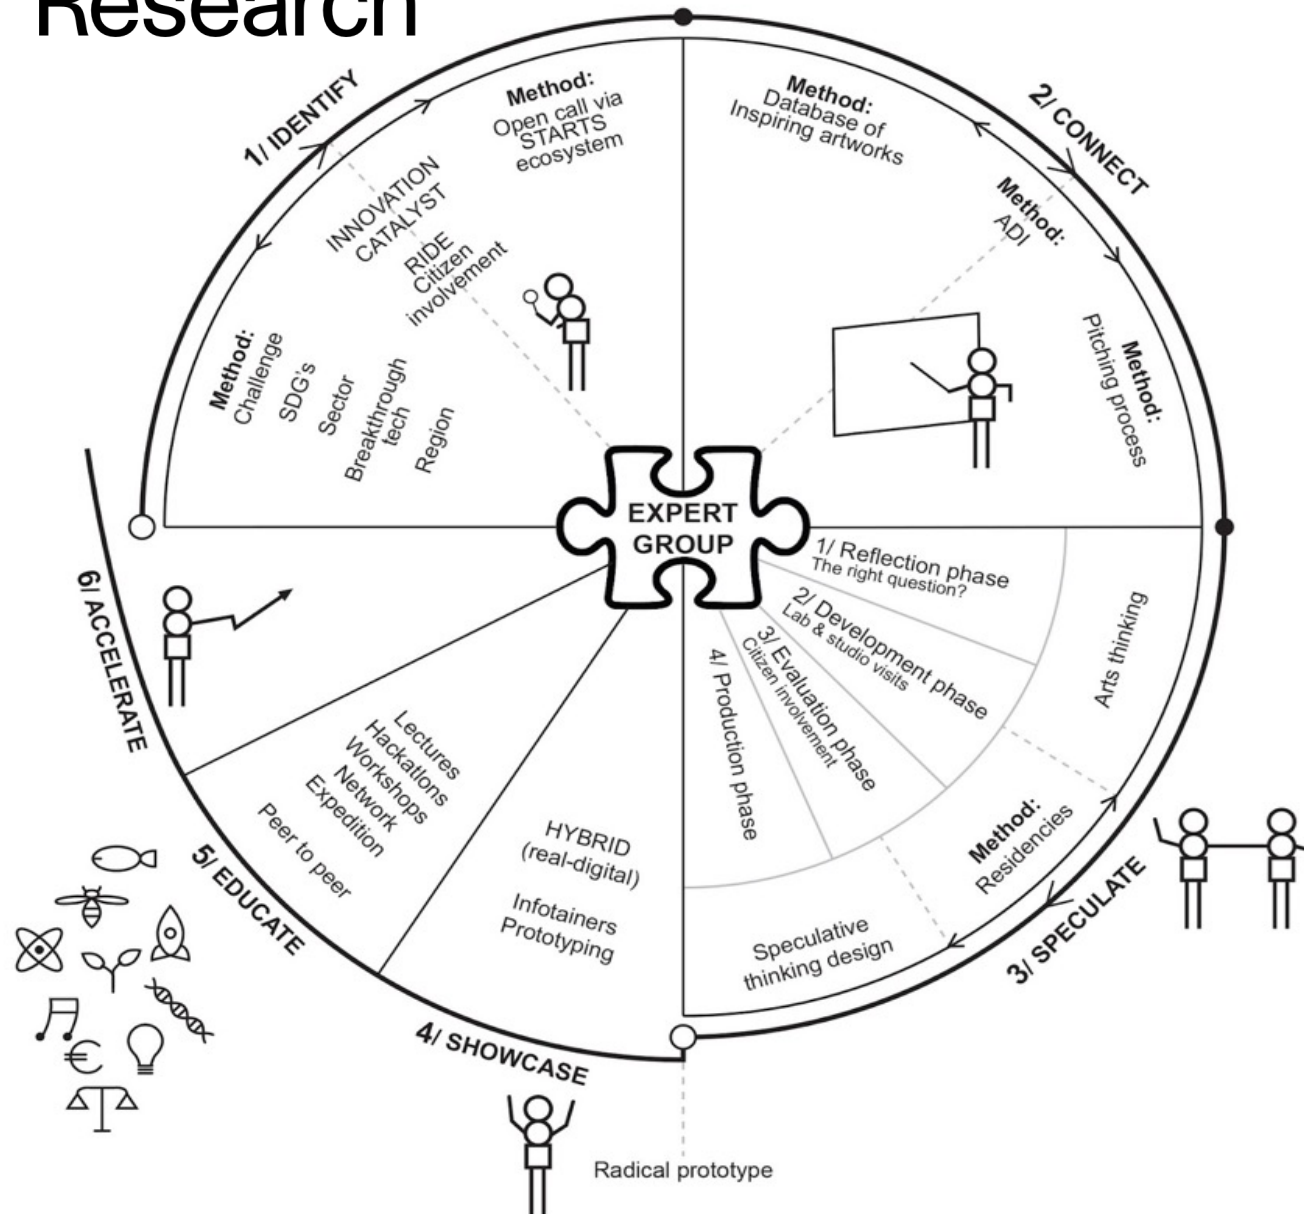 Research
1/ IDENTIFY
Method:
Open call via
STARTS
ecosystem
INNOVATION
CATALYST
RIDE
Citizen
involvement
Method:
Challenge
SDG's
Sector
Breakthrough
tech
Region
2/ CONNECT
Method:
Database of
Inspiring artworks
Method:
ADI
Method:
Pitching process
EXPERT
GROUP
1/ Reflection phase
The right question?
2/ Development phase
Lab & studio visits
3/ Evaluation phase
Citizen involvement
4/ Production phase
Arts thinking
Method:
Residencies
Speculative
thinking design
3/ SPECULATE
HYBRID
(real-digital)
Infotainers
Prototyping
4/ SHOWCASE
Radical prototype
Lectures
Hackatlons
Workshops
Network
Expedition
Peer to peer
5/ EDUCATE
6/ ACCELERATE